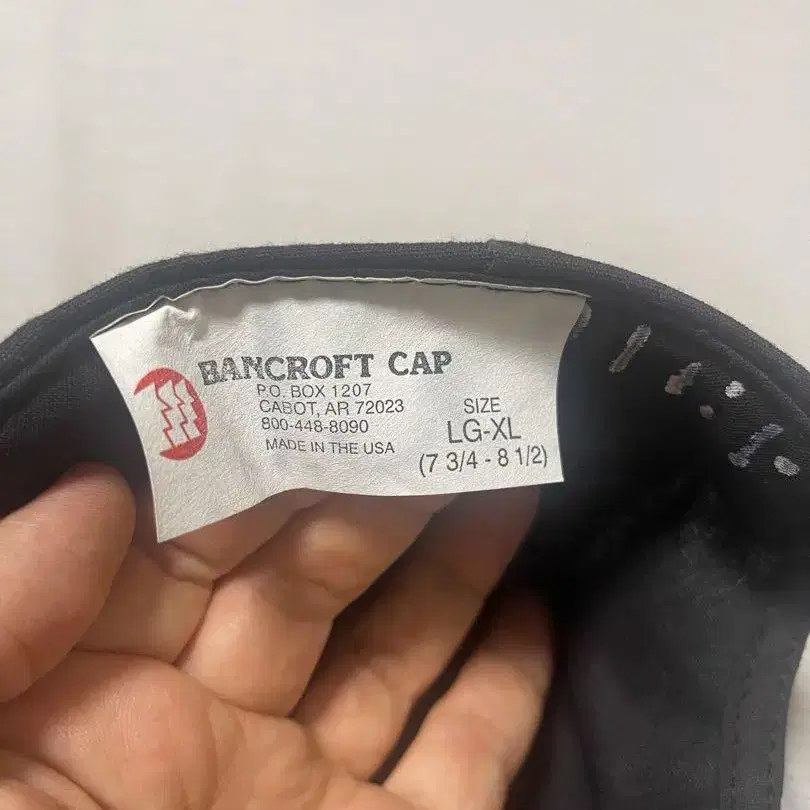 BANCROFT CAP
P.O. BOX 1207
CABOT, AR 72023
800-448-8090
MADE IN THE USA
SIZE
LG-XL
(7 3/4 - 8 1/2)